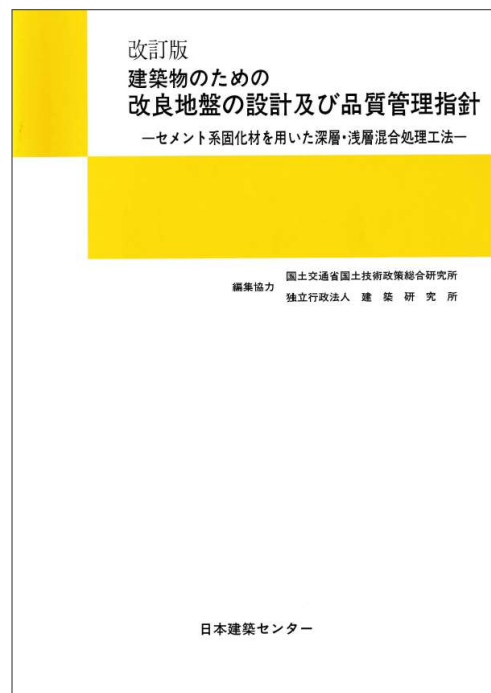 改訂版
建築物のための
改良地盤の設計及び品質管理指針
―セメント系固化材を用いた深層・浅層混合処理工法―
編集協力
国土交通省国土技術政策総合研究所
独立行政法人 建築研究所
日本建築センター